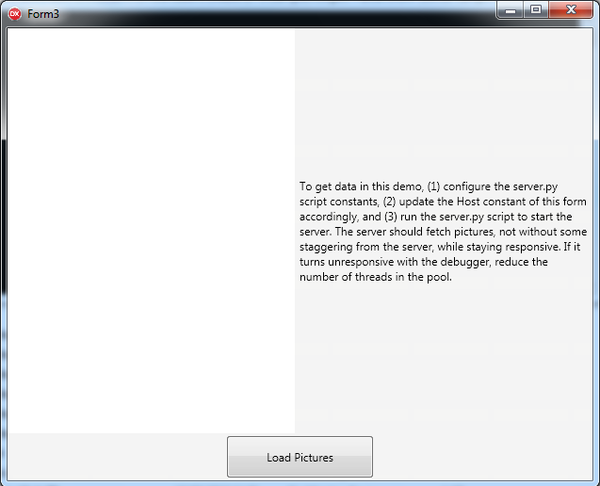 DX Form3
To get data in this demo, (1) configure the server.py
script constants, (2) update the Host constant of this form
accordingly, and (3) run the server.py script to start the
server. The server should fetch pictures, not without some
staggering from the server, while staying responsive. If it
turns unresponsive with the debugger, reduce the
number of threads in the pool.
Load Pictures